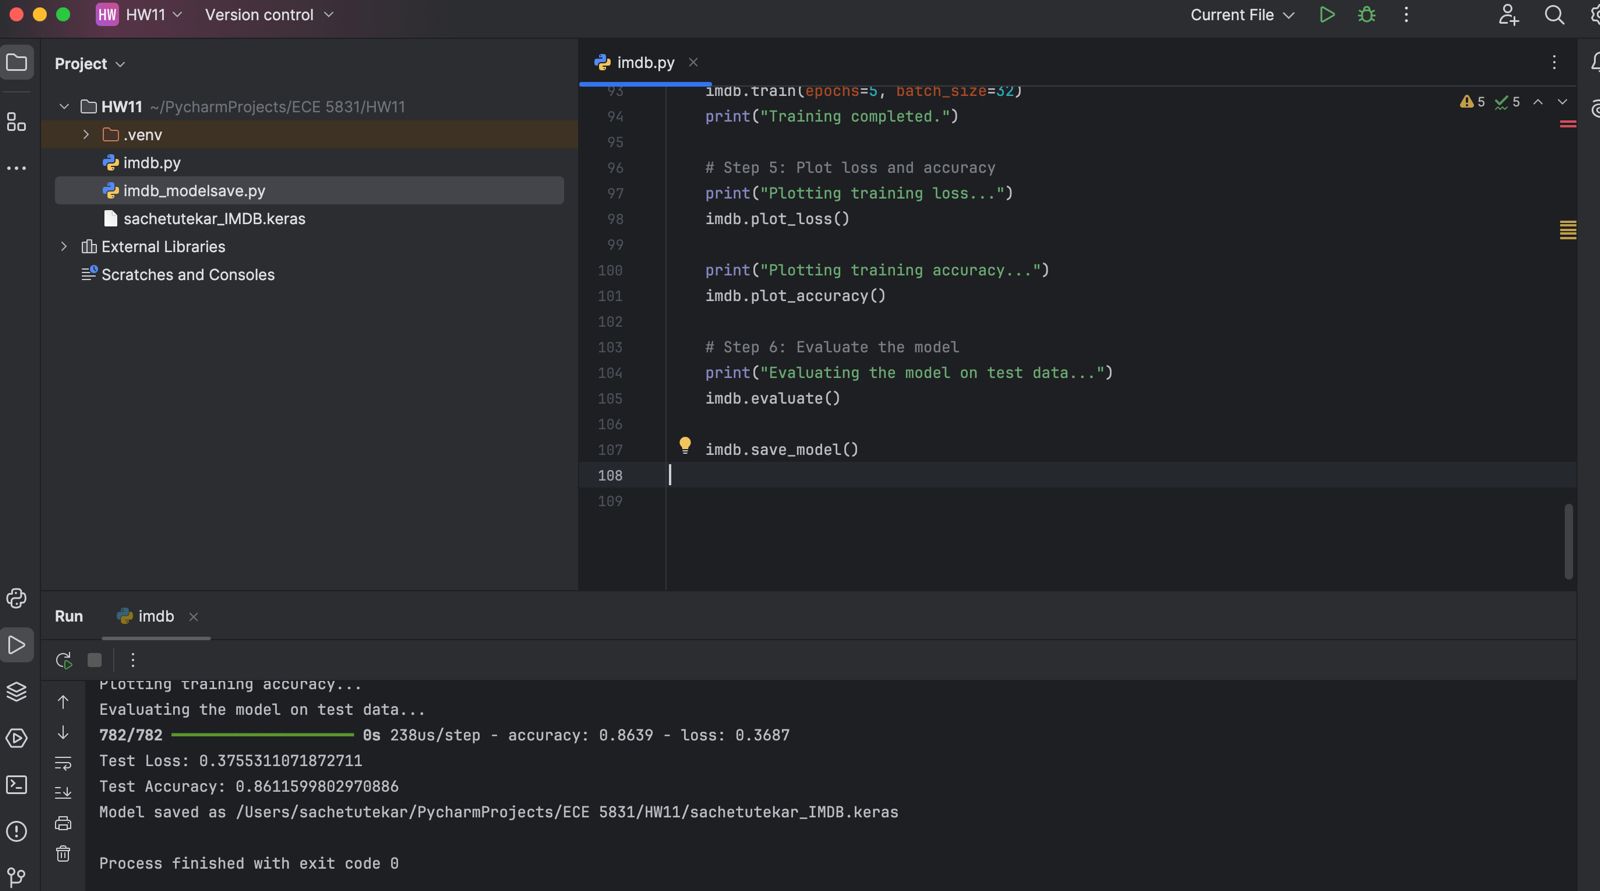 HW HW11 Version control Current File
Project
imdb.py
HW11 ~/PycharmProjects/ECE 5831/HW11
.venv
imdb.py
imdb_modelsave.py
sachetutekar_IMDB.keras
External Libraries
Scratches and Consoles
5 5
93 imdb.train(epochs=5, batch_size=32)
94 print("Training completed.")
95
96 # Step 5: Plot loss and accuracy
97 print("Plotting training loss...")
98 imdb.plot_loss()
99
100 print("Plotting training accuracy...")
101 imdb.plot_accuracy()
102
103 # Step 6: Evaluate the model
104 print("Evaluating the model on test data...")
105 imdb.evaluate()
106
107 imdb.save_model()
108
109
Run imdb
Plotting training accuracy...
Evaluating the model on test data...
782/782 0s 238us/step - accuracy: 0.8639 - loss: 0.3687
Test Loss: 0.3755311071872711
Test Accuracy: 0.8611599802970886
Model saved as /Users/sachetutekar/PycharmProjects/ECE 5831/HW11/sachetutekar_IMDB.keras
Process finished with exit code 0